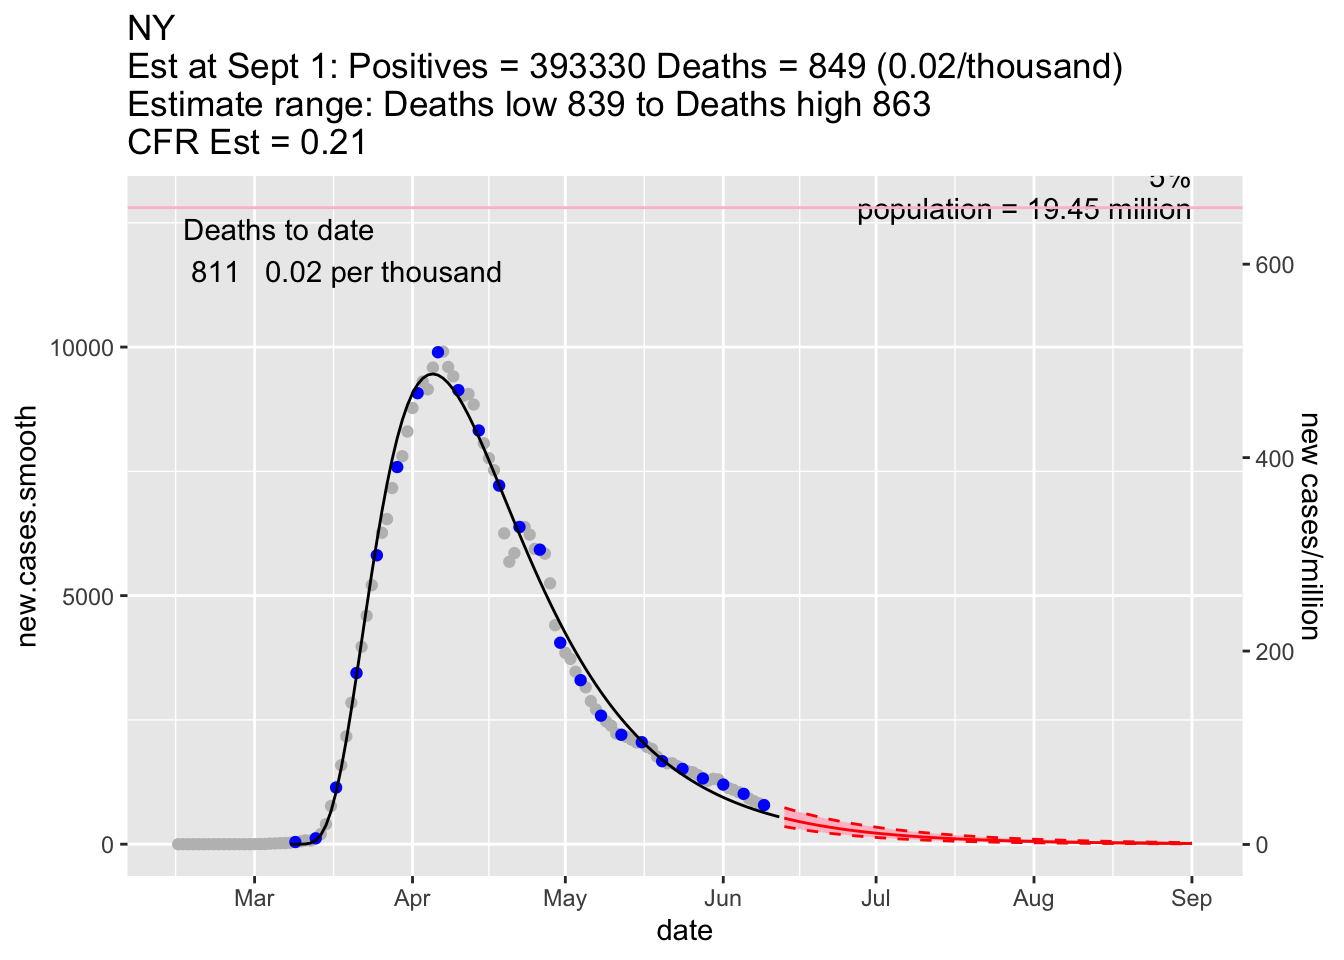 NY
Est at Sept 1: Positives = 393330 Deaths = 849 (0.02/thousand)
Estimate range: Deaths low 839 to Deaths high 863
CFR Est = 0.21
5%
population = 19.45 million
Deaths to date
811 0.02 per thousand
10000
5000
0
new.cases.smooth
600
400
200
0
new cases/million
Mar Apr May Jun Jul Aug Sep
date